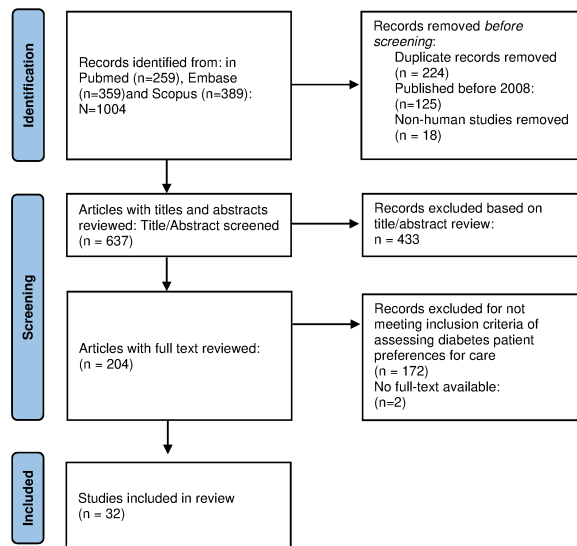 Identification
Records identified from: in
Pubmed (n=259), Embase
(n=359)and Scopus (n=389):
N=1004
Records removed before
screening:
Duplicate records removed
(n = 224)
Published before 2008:
(n=125)
Non-human studies removed
(n = 18)
Screening
Articles with titles and abstracts
reviewed: Title/Abstract screened
(n = 637)
Records excluded based on
title/abstract review:
n = 433
Articles with full text reviewed:
(n = 204)
Records excluded for not
meeting inclusion criteria of
assessing diabetes patient
preferences for care
(n = 172)
No full-text available:
(n=2)
Included
Studies included in review
(n = 32)